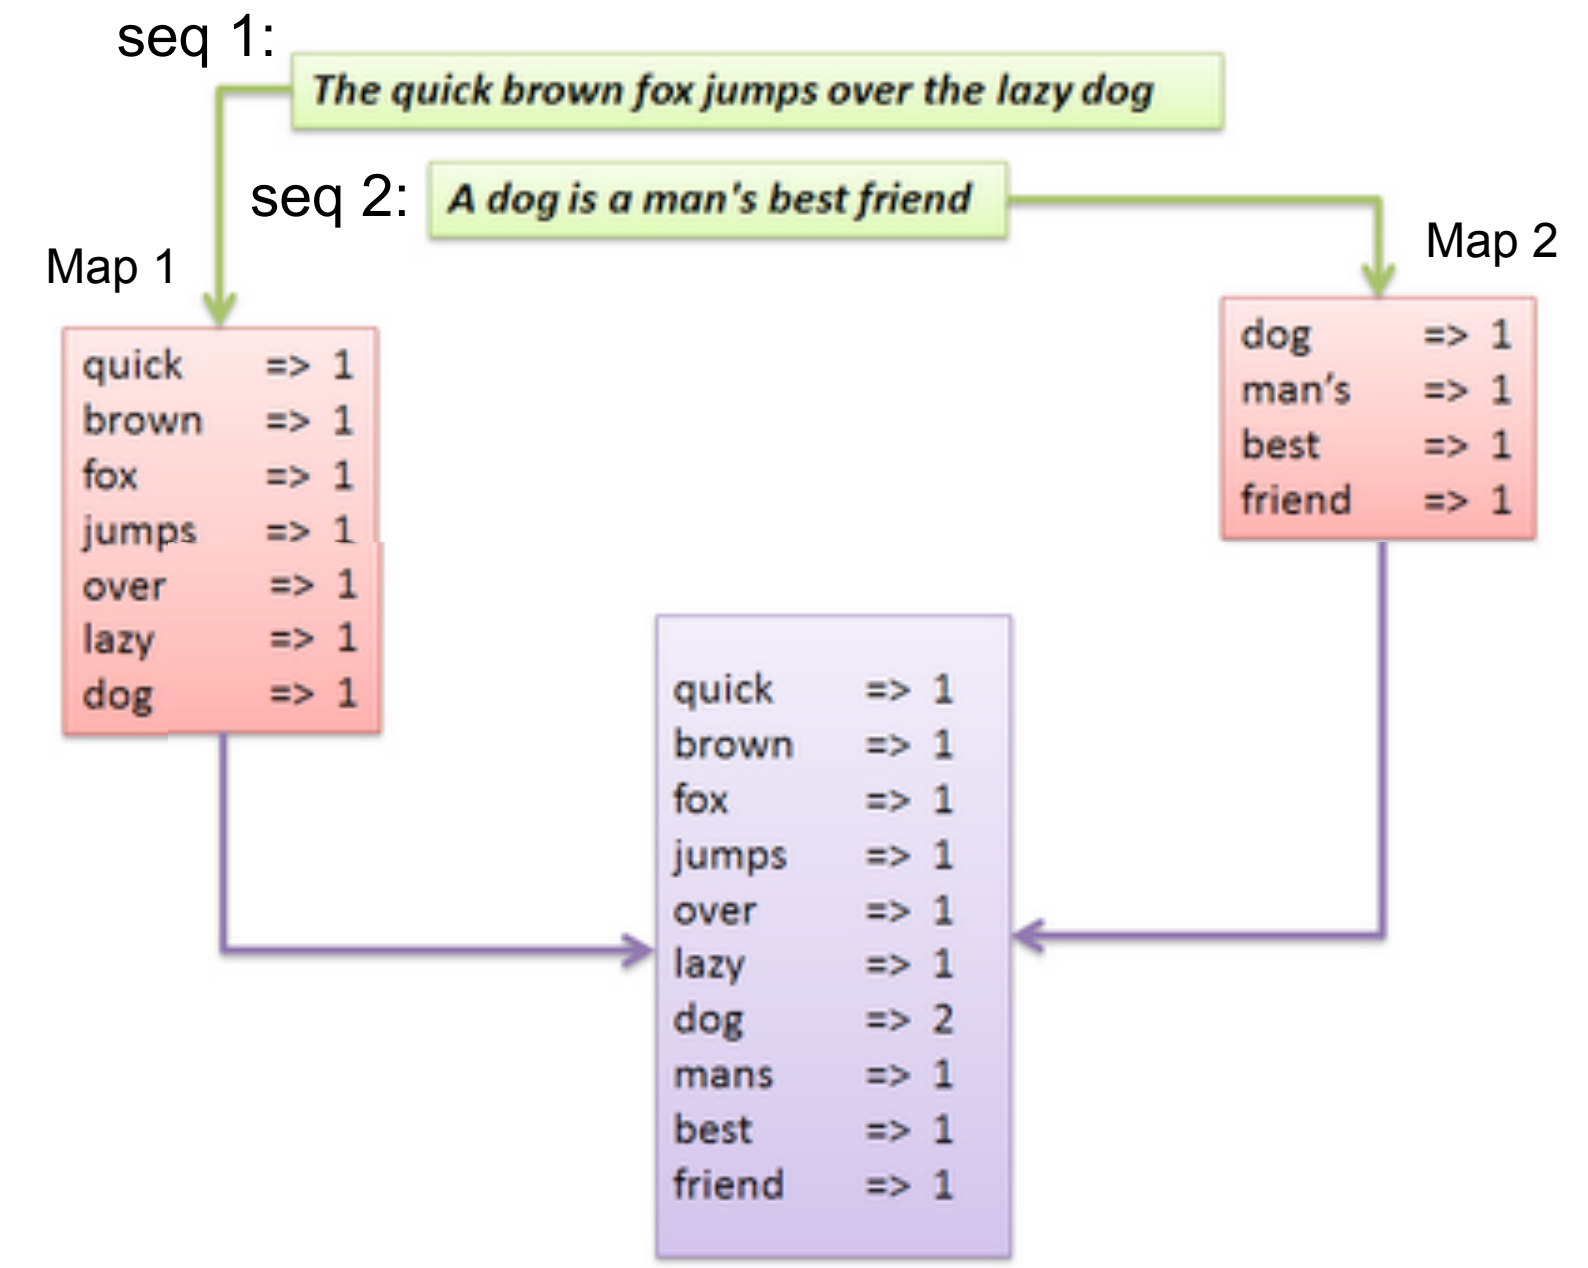 seq 1:
The quick brown fox jumps over the lazy dog
seq 2:
A dog is a man's best friend
Map 1
quick => 1
brown => 1
fox => 1
jumps => 1
over => 1
lazy => 1
dog => 1
Map 2
dog => 1
man’s => 1
best => 1
friend => 1
quick => 1
brown => 1
fox => 1
jumps => 1
over => 1
lazy => 1
dog => 2
mans => 1
best => 1
friend => 1